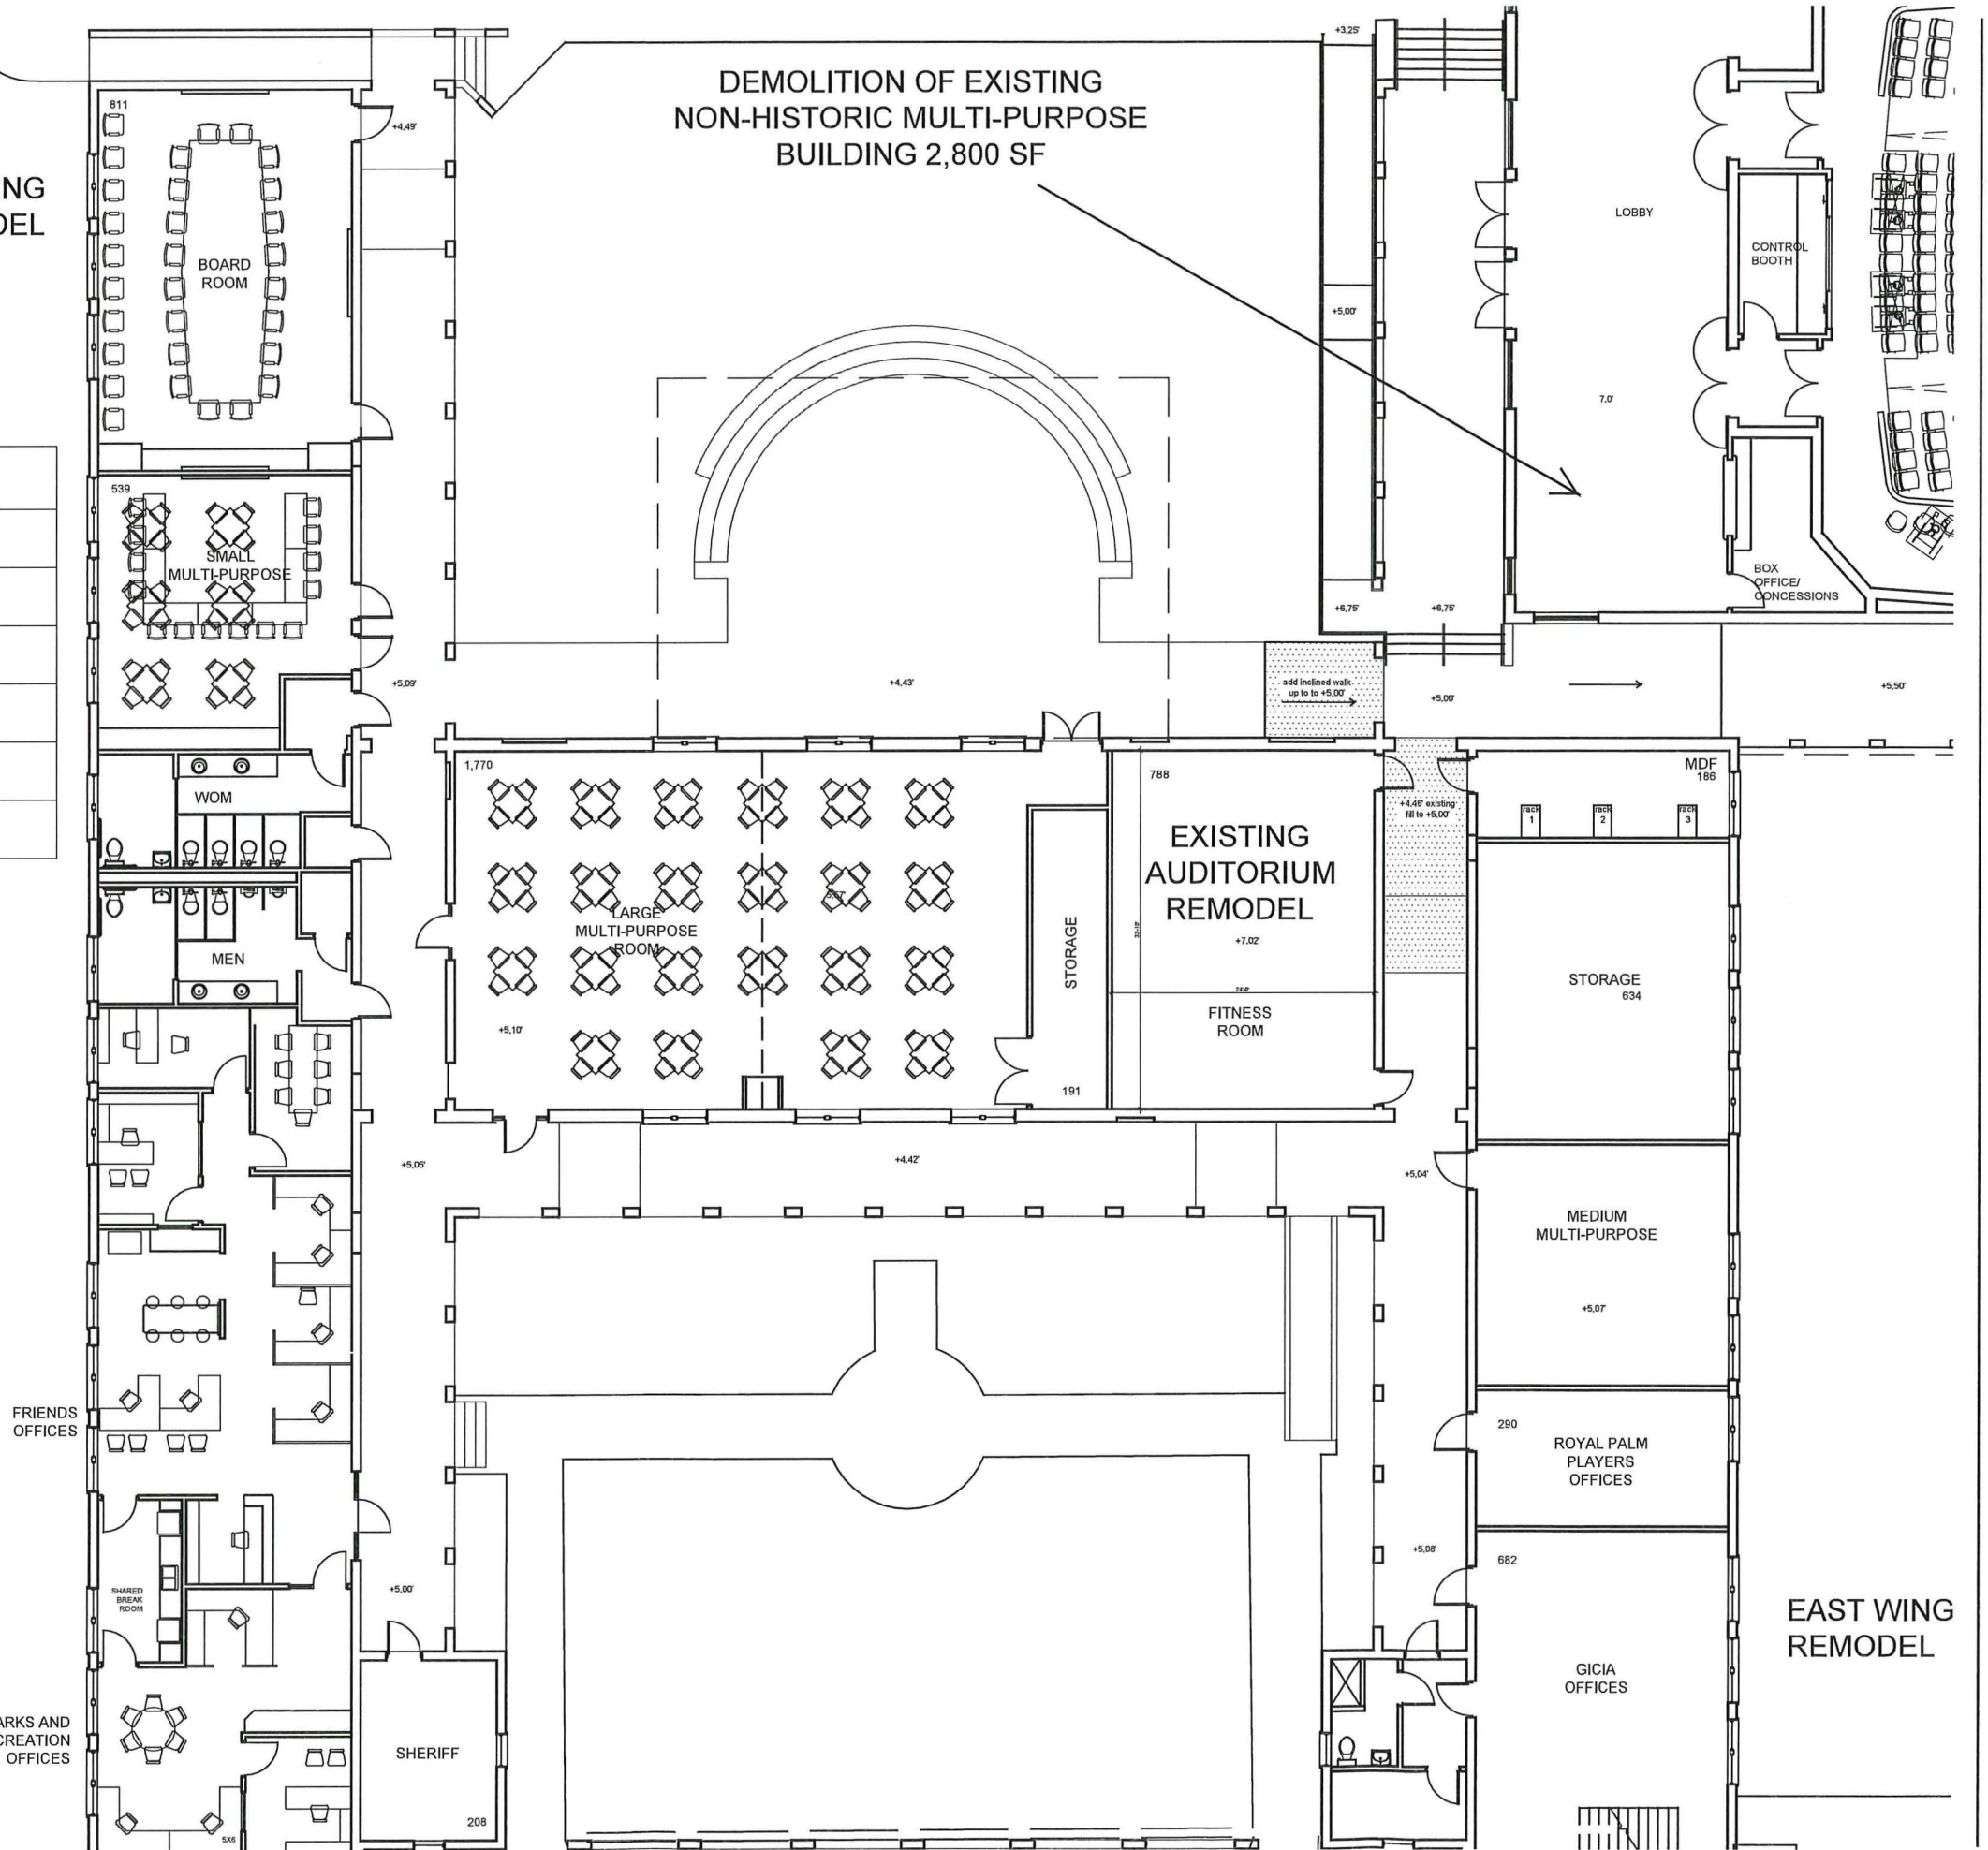 DEMOLITION OF EXISTING
NON-HISTORIC MULTI-PURPOSE
BUILDING 2,800 SF
+3,25'
811
+4,49'
NG
DEL
LOBBY
CONTROL
BOOTH
BOARD
ROOM
+5,00'
7,0'
539
SMALL
MULTI-PURPOSE
BOX
OFFICE/
CONCESSIONS
+6,75'
+6,75'
+5,09'
+4,43'
add inclined walk
up to to +5,00'
+5,00'
+5,50'
1,770
788
MDF
186
WOM
rack
1
rack
2
rack
3
+4,46' existing
fill to +5,00'
EXISTING
AUDITORIUM
REMODEL
LARGE
MULTI-PURPOSE
ROOM
STORAGE
+7,02'
MEN
STORAGE
634
FITNESS
ROOM
+5,10'
191
+5,05'
+4,42'
+5,04'
MEDIUM
MULTI-PURPOSE
+5,07'
FRIENDS
OFFICES
290
ROYAL PALM
PLAYERS
OFFICES
+5,08'
682
SHARED
BREAK
ROOM
+5,00'
EAST WING
REMODEL
GICIA
OFFICES
ARKS AND
CREATION
OFFICES
SHERIFF
208
5X6